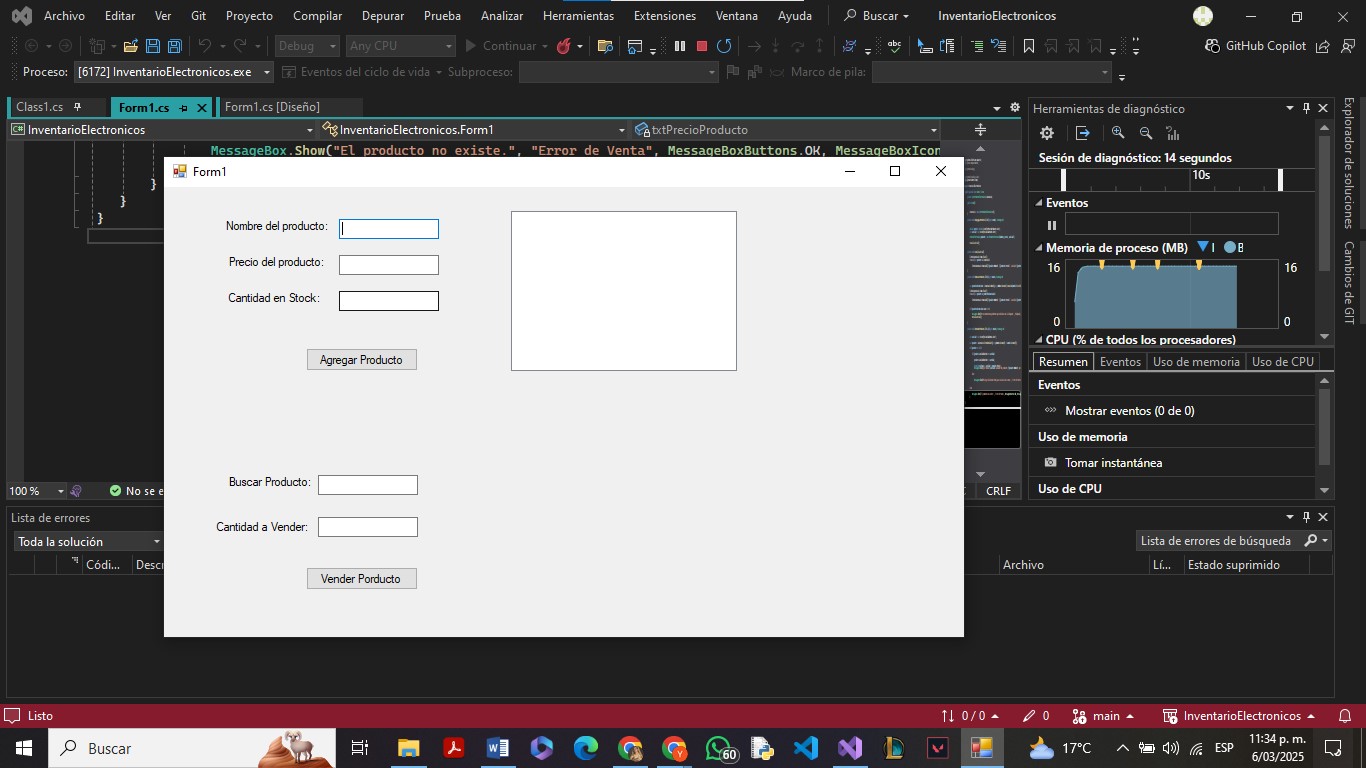 Archivo Editar Ver Git Proyecto Compilar Depurar Prueba Analizar Herramientas Extensiones Ventana Ayuda Buscar InventarioElectronicos
Debug Any CPU Continuar GitHub Copilot
Proceso: [6172] InventarioElectronicos.exe Eventos del ciclo de vida Subproceso: Marco de pila:
Class1.cs Form1.cs Form1.cs [Diseño]
InventarioElectronicos InventarioElectronicos.Form1 txtPrecioProducto
MessageBox.Show("El producto no existe.", "Error de Venta", MessageBoxButtons.OK, MessageBoxIcon
}
}
}
Form1
Nombre del producto:
Precio del producto:
Cantidad en Stock:
Agregar Producto
Buscar Producto:
Cantidad a Vender:
Vender Porducto
100 % No se e CRLF
Herramientas de diagnóstico
Sesión de diagnóstico: 14 segundos
10s
Eventos
Memoria de proceso (MB) I B
16 16
0 0
CPU (% de todos los procesadores)
Resumen Eventos Uso de memoria Uso de CPU
Eventos
Mostrar eventos (0 de 0)
Uso de memoria
Tomar instantánea
Uso de CPU
Explorador de soluciones
Cambios de GIT
Lista de errores
Toda la solución Lista de errores de búsqueda
Códi... Descr Archivo Lí... Estado suprimido
Listo 0 / 0 0 main InventarioElectronicos
Buscar 60 17°C ESP 11:34 p. m.
6/03/2025